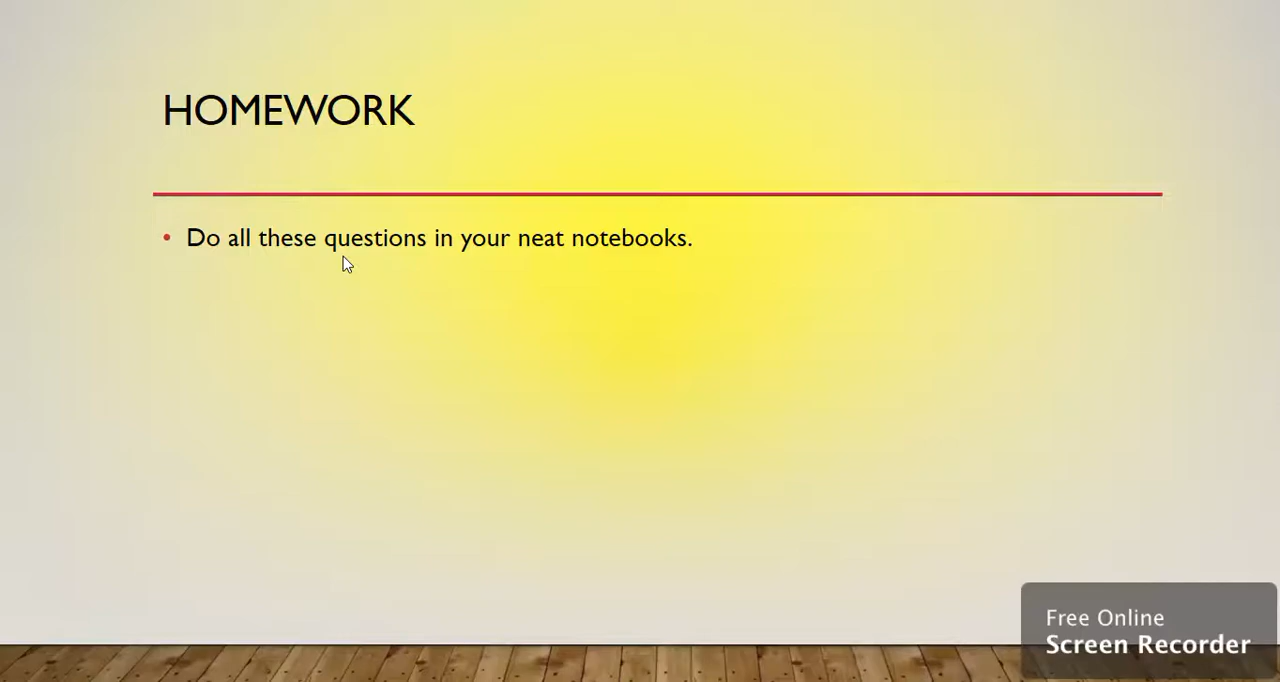 HOMEWORK
• Do all these questions in your neat notebooks.
Free Online
Screen Recorder